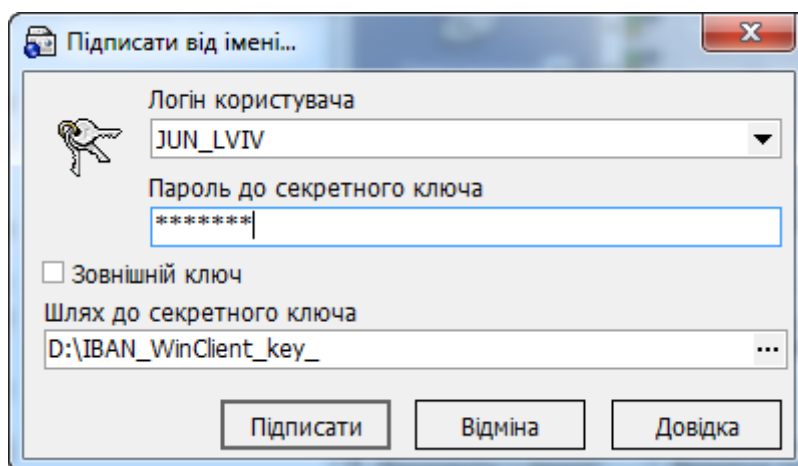 Підписати від імені...
Логін користувача
JUN_LVIV
Пароль до секретного ключа
*******
Зовнішній ключ
Шлях до секретного ключа
D:\IBAN_WinClient_key_
...
Підписати
Відміна
Довідка